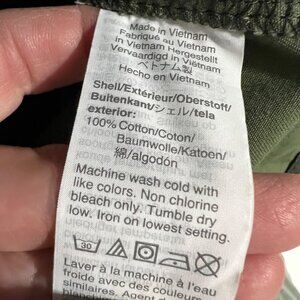 Made in Vietnam
Fabriqué au Vietnam
in Vietnam Hergestellt
Vervaardigd in Vietnam
ベトナム製
Hecho en Vietnam
Shell/Extérieur/Oberstoff/
Buitenkant/シェル/tela
exterior:
100% Cotton/Coton/
Baumwolle/Katoen/
綿/algodón
Machine wash cold with
like colors. Non chlorine
bleach only. Tumble dry
low. Iron on lowest setting.
30
Laver à la machine à l'eau
froide avec des couleurs
similaires. Agent de